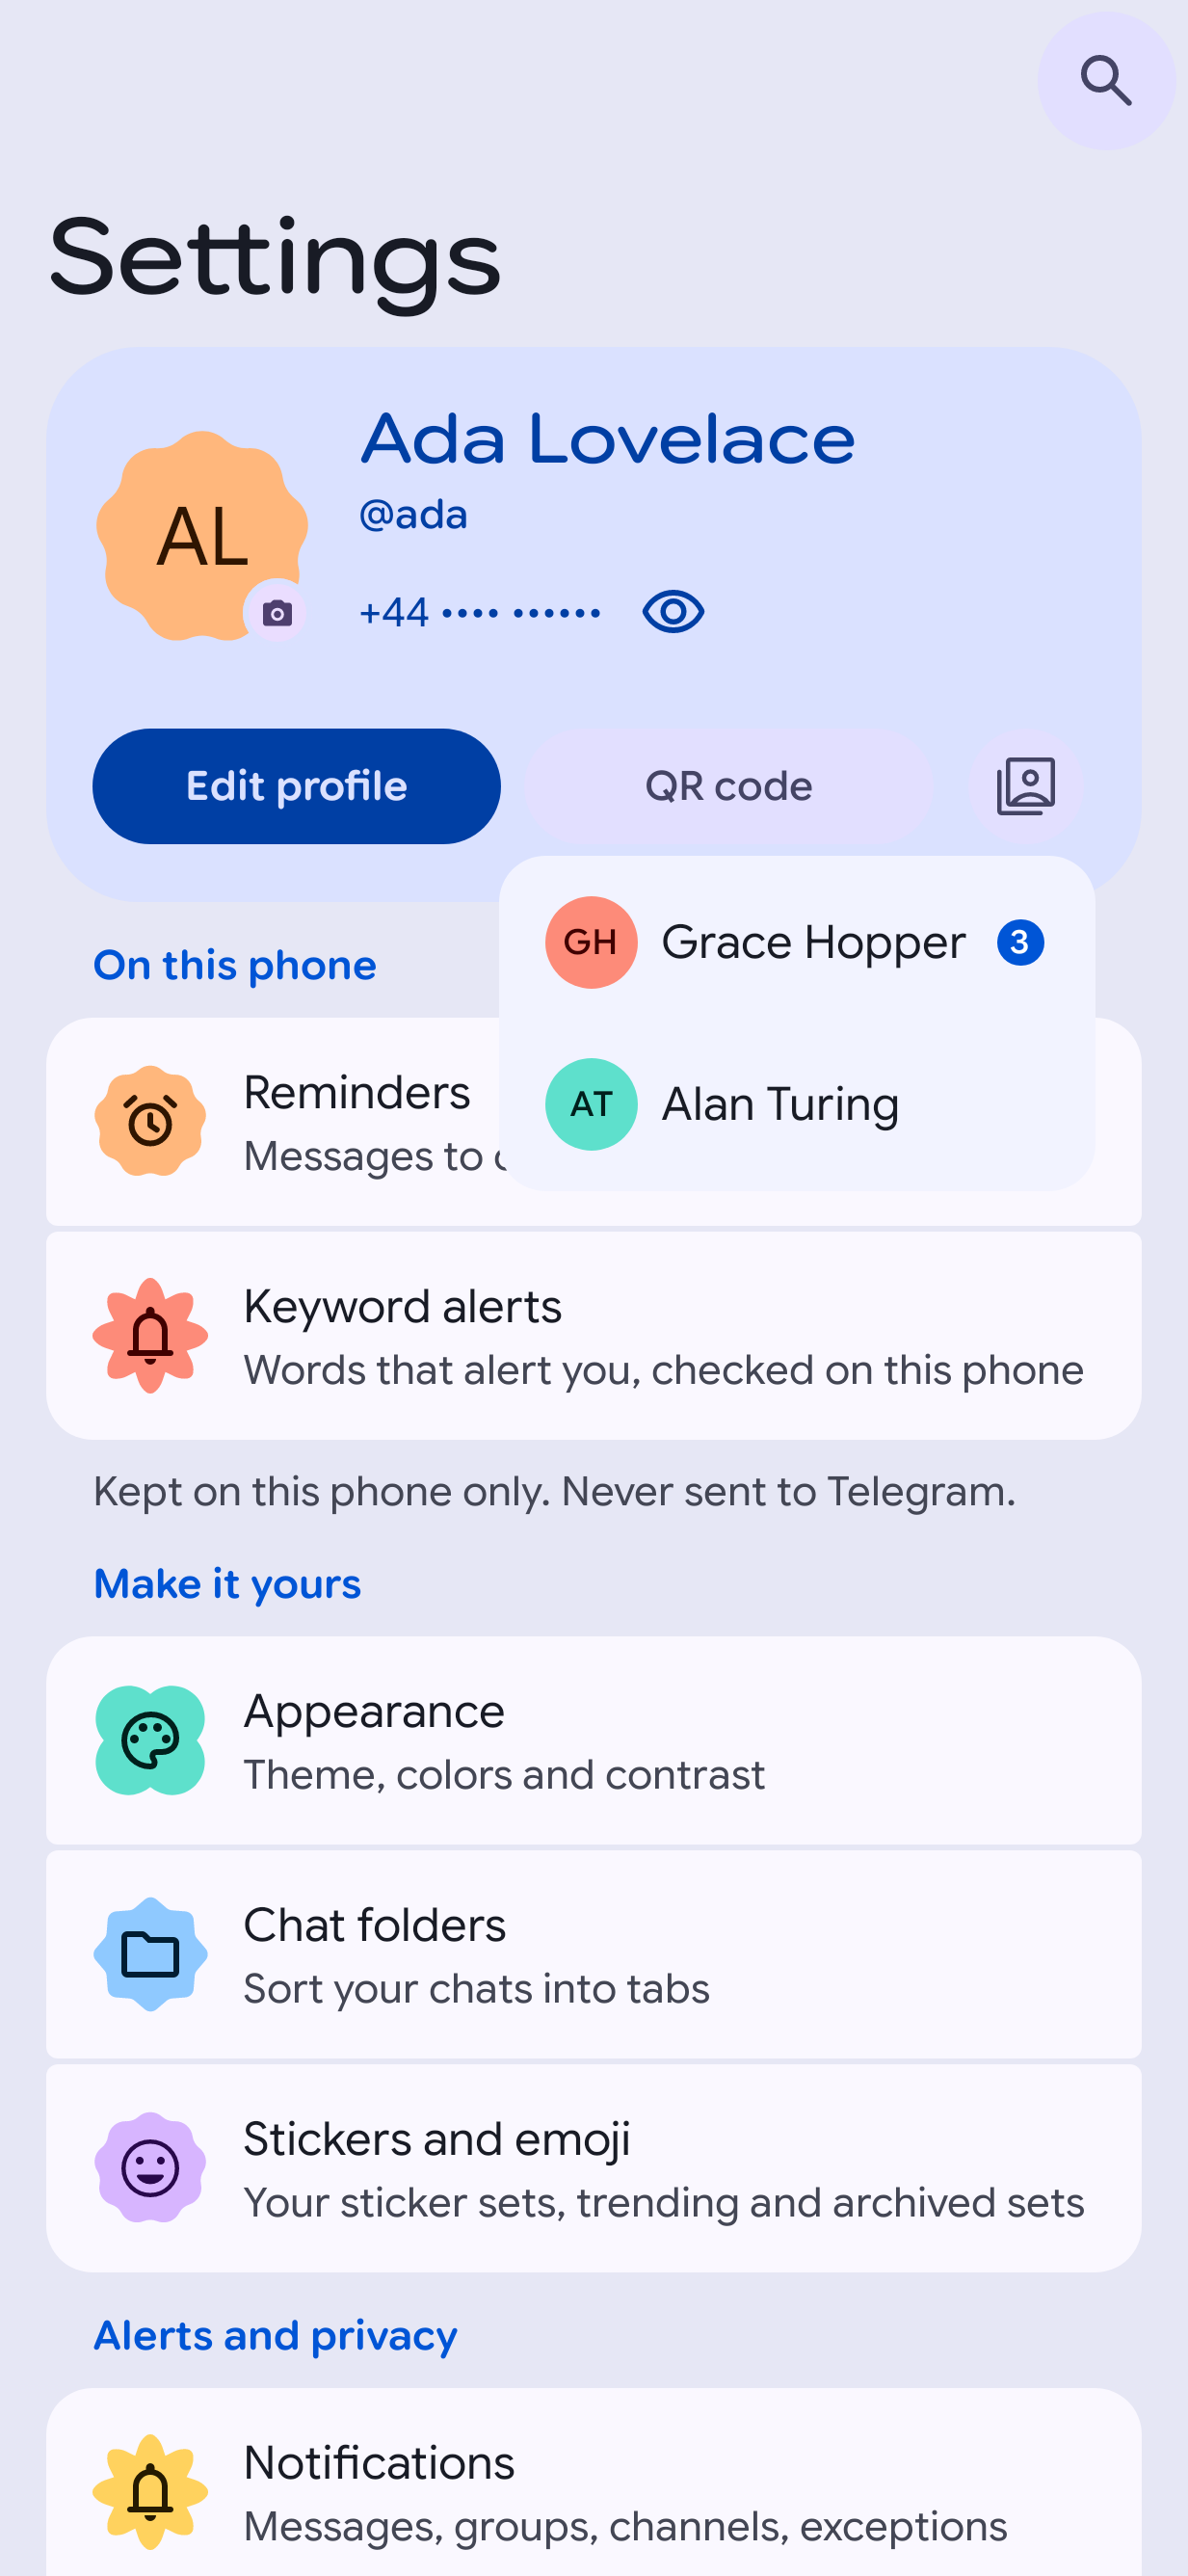 Settings
AL
Ada Lovelace
@ada
+44 •••• ••••••
Edit profile
QR code
GH
Grace Hopper
3
AT
Alan Turing
On this phone
Reminders
Messages to
Keyword alerts
Words that alert you, checked on this phone
Kept on this phone only. Never sent to Telegram.
Make it yours
Appearance
Theme, colors and contrast
Chat folders
Sort your chats into tabs
Stickers and emoji
Your sticker sets, trending and archived sets
Alerts and privacy
Notifications
Messages, groups, channels, exceptions